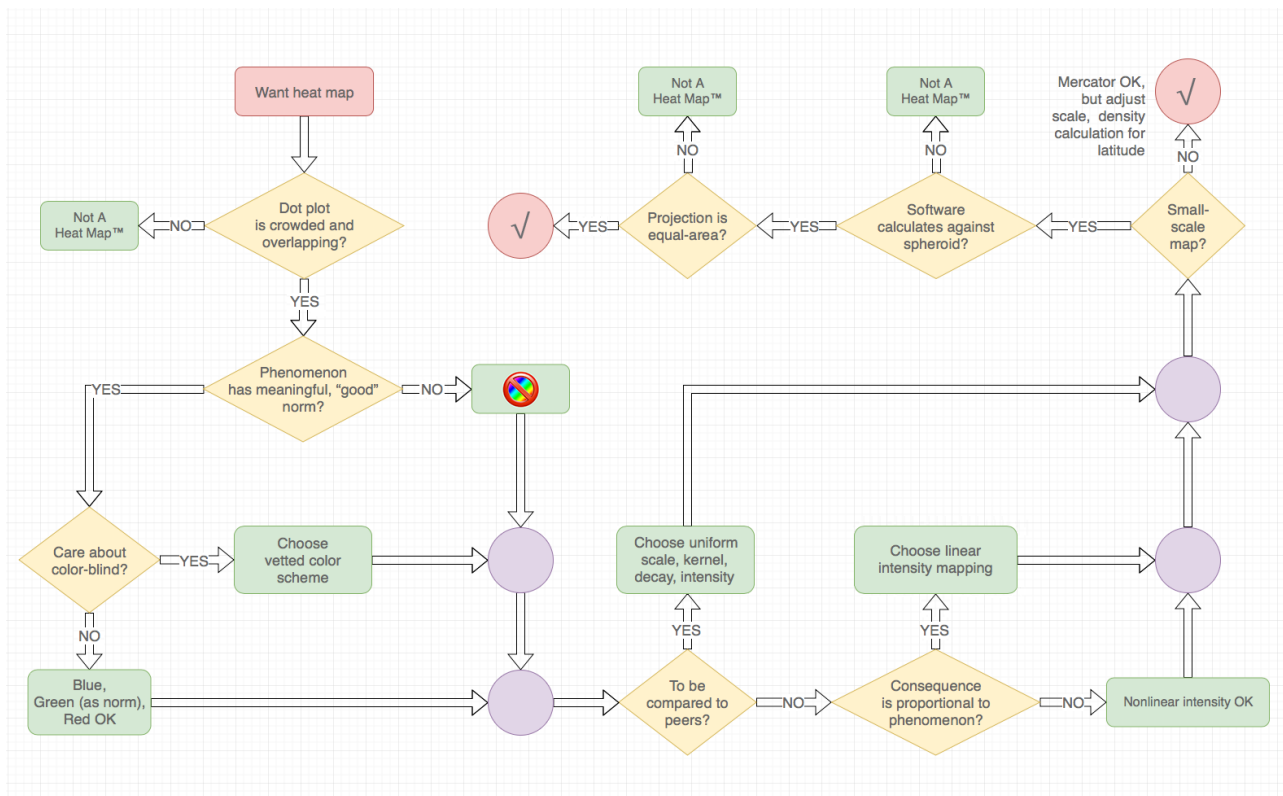 Want heat map
Dot plot
is crowded and
overlapping?
NO
Not A
Heat Map™
YES
Phenomenon
has meaningful, “good”
norm?
YES
NO
Care about
color-blind?
YES
Choose
vetted color
scheme
NO
Blue,
Green (as norm),
Red OK
To be
compared to
peers?
YES
Choose uniform
scale, kernel,
decay, intensity
NO
Consequence
is proportional to
phenomenon?
YES
Choose linear
intensity mapping
NO
Nonlinear intensity OK
Small-
scale
map?
NO
√
Mercator OK,
but adjust
scale, density
calculation for
latitude
YES
Software
calculates against
spheroid?
NO
Not A
Heat Map™
YES
Projection is
equal-area?
NO
Not A
Heat Map™
YES
√